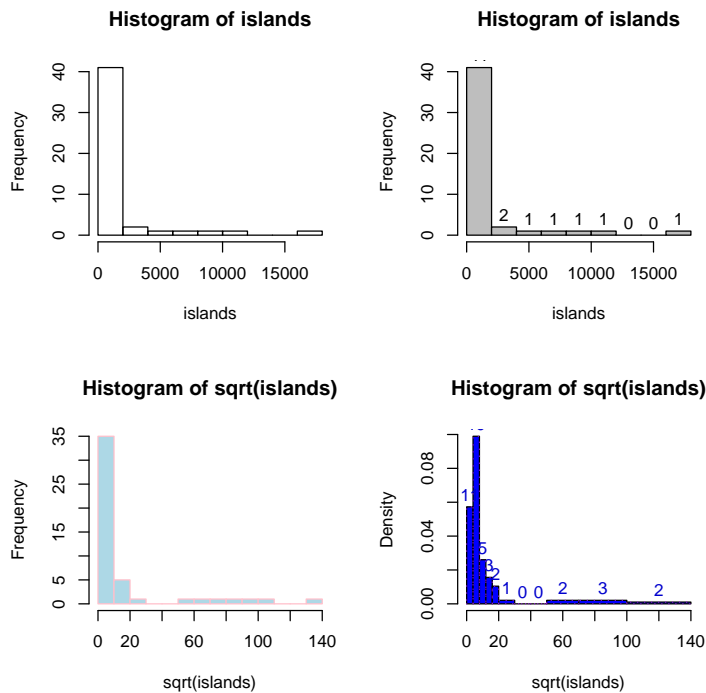 Histogram of islands
Frequency
0 10 20 30 40
0 5000 10000 15000
islands
Histogram of islands
Frequency
0 10 20 30 40
2 1 1 1 1 0 0 1
0 5000 10000 15000
islands
Histogram of sqrt(islands)
Frequency
0 5 15 25 35
0 20 60 100 140
sqrt(islands)
Histogram of sqrt(islands)
Density
0.00 0.04 0.08
11 5 3 2 1 0 0 2 3 2
0 20 60 100 140
sqrt(islands)